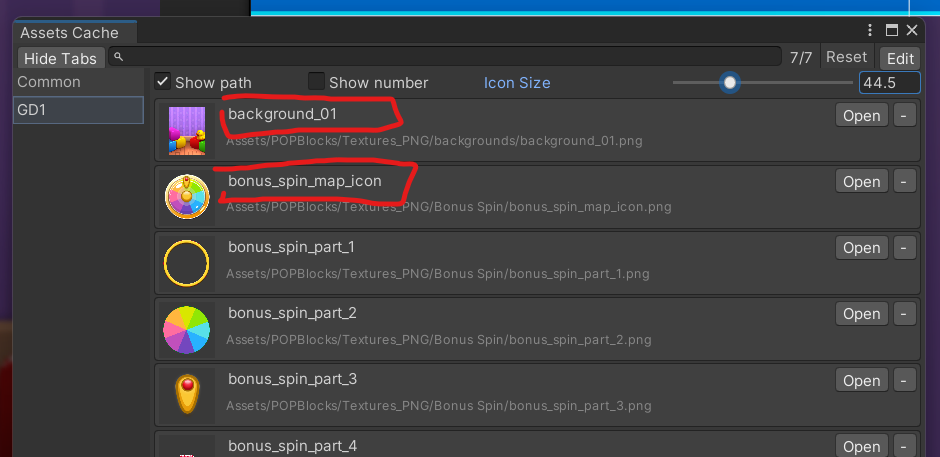 Assets Cache
Hide Tabs
7/7
Reset
Edit
Common
Show path
Show number
Icon Size
44.5
GD1
background_01
Assets/POPBlocks/Textures_PNG/backgrounds/background_01.png
Open
-
bonus_spin_map_icon
Assets/POPBlocks/Textures_PNG/Bonus Spin/bonus_spin_map_icon.png
Open
-
bonus_spin_part_1
Assets/POPBlocks/Textures_PNG/Bonus Spin/bonus_spin_part_1.png
Open
-
bonus_spin_part_2
Assets/POPBlocks/Textures_PNG/Bonus Spin/bonus_spin_part_2.png
Open
-
bonus_spin_part_3
Assets/POPBlocks/Textures_PNG/Bonus Spin/bonus_spin_part_3.png
Open
-
bonus_spin_part_4
Open
-